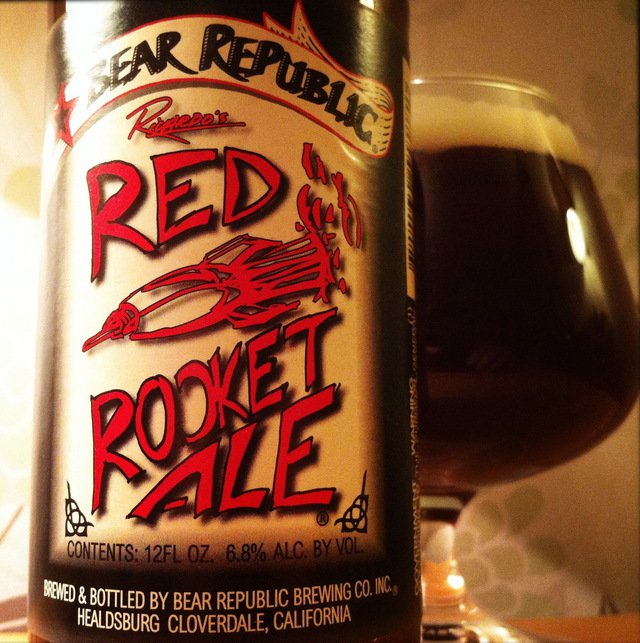 BEAR REPUBLIC
Ricardo's
RED
ROCKET
ALE®
CONTENTS: 12FL OZ. 6.8% ALC. BY VOL.
BREWED & BOTTLED BY BEAR REPUBLIC BREWING CO. INC.®
HEALDSBURG CLOVERDALE, CALIFORNIA